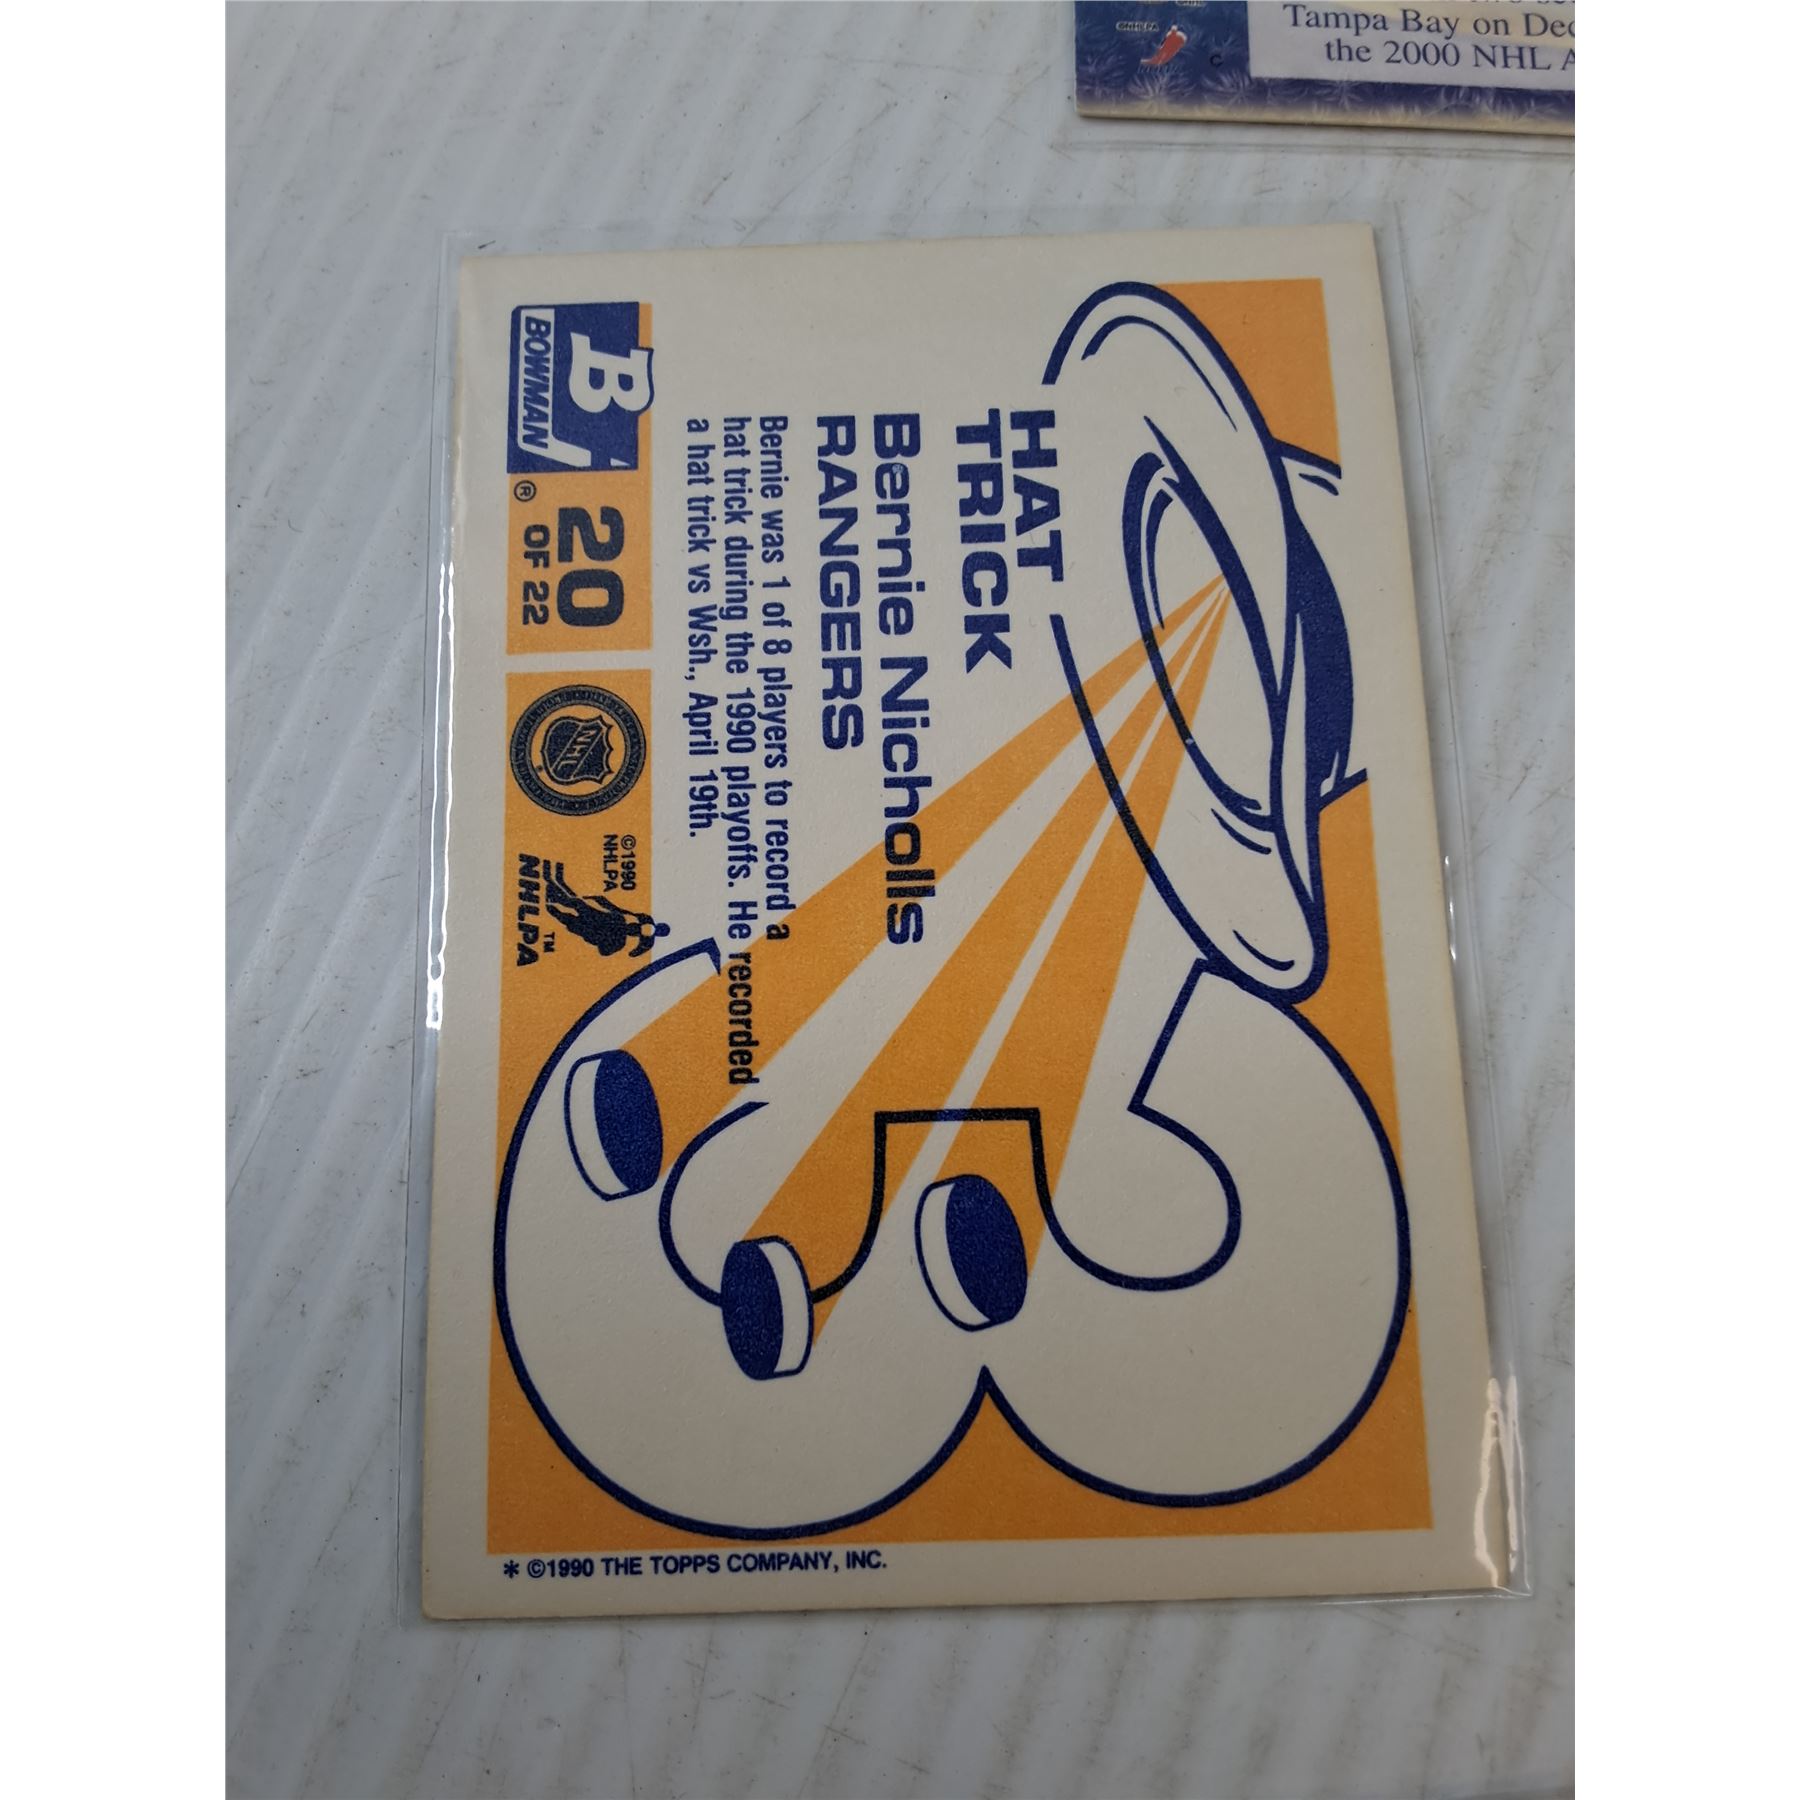 Tampa Bay on Dec
the 2000 NHL A
©NHLPA
C
HAT
TRICK
Bernie Nicholls
RANGERS
Bernie was 1 of 8 players to record a
hat trick during the 1990 playoffs. He recorded
a hat trick vs Wsh., April 19th.
B
BOWMAN
®
20
OF 22
NHL
©1990
NHLPA
TM
NHLPA
* ©1990 THE TOPPS COMPANY, INC.